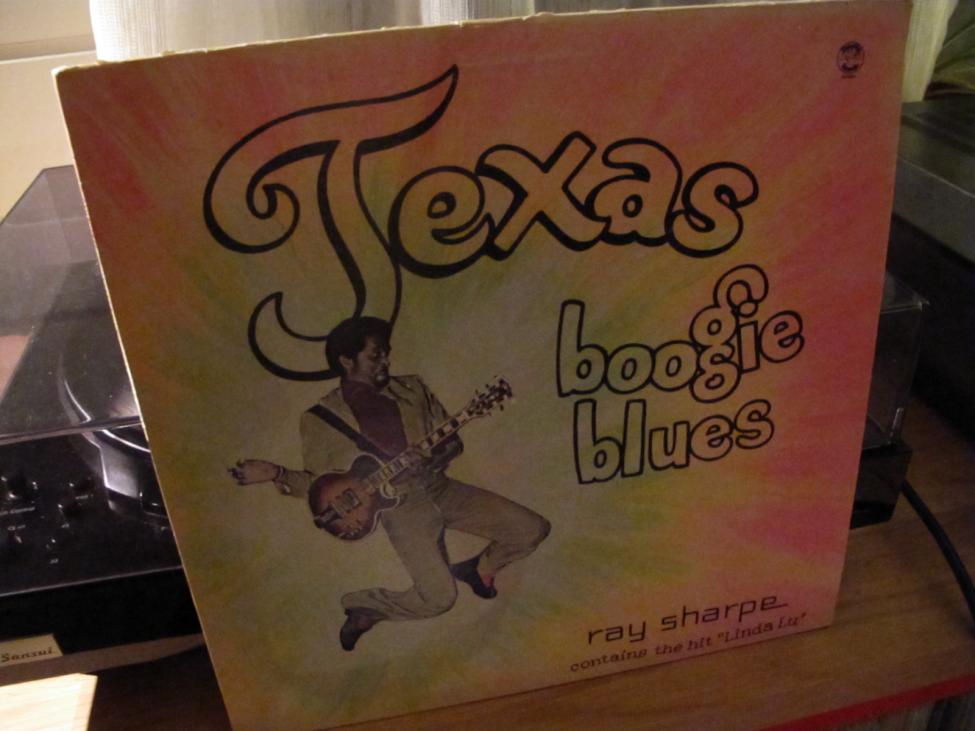 Texas
boogie
blues
ray sharpe
contains the hit "Linda Lu"
Sansui